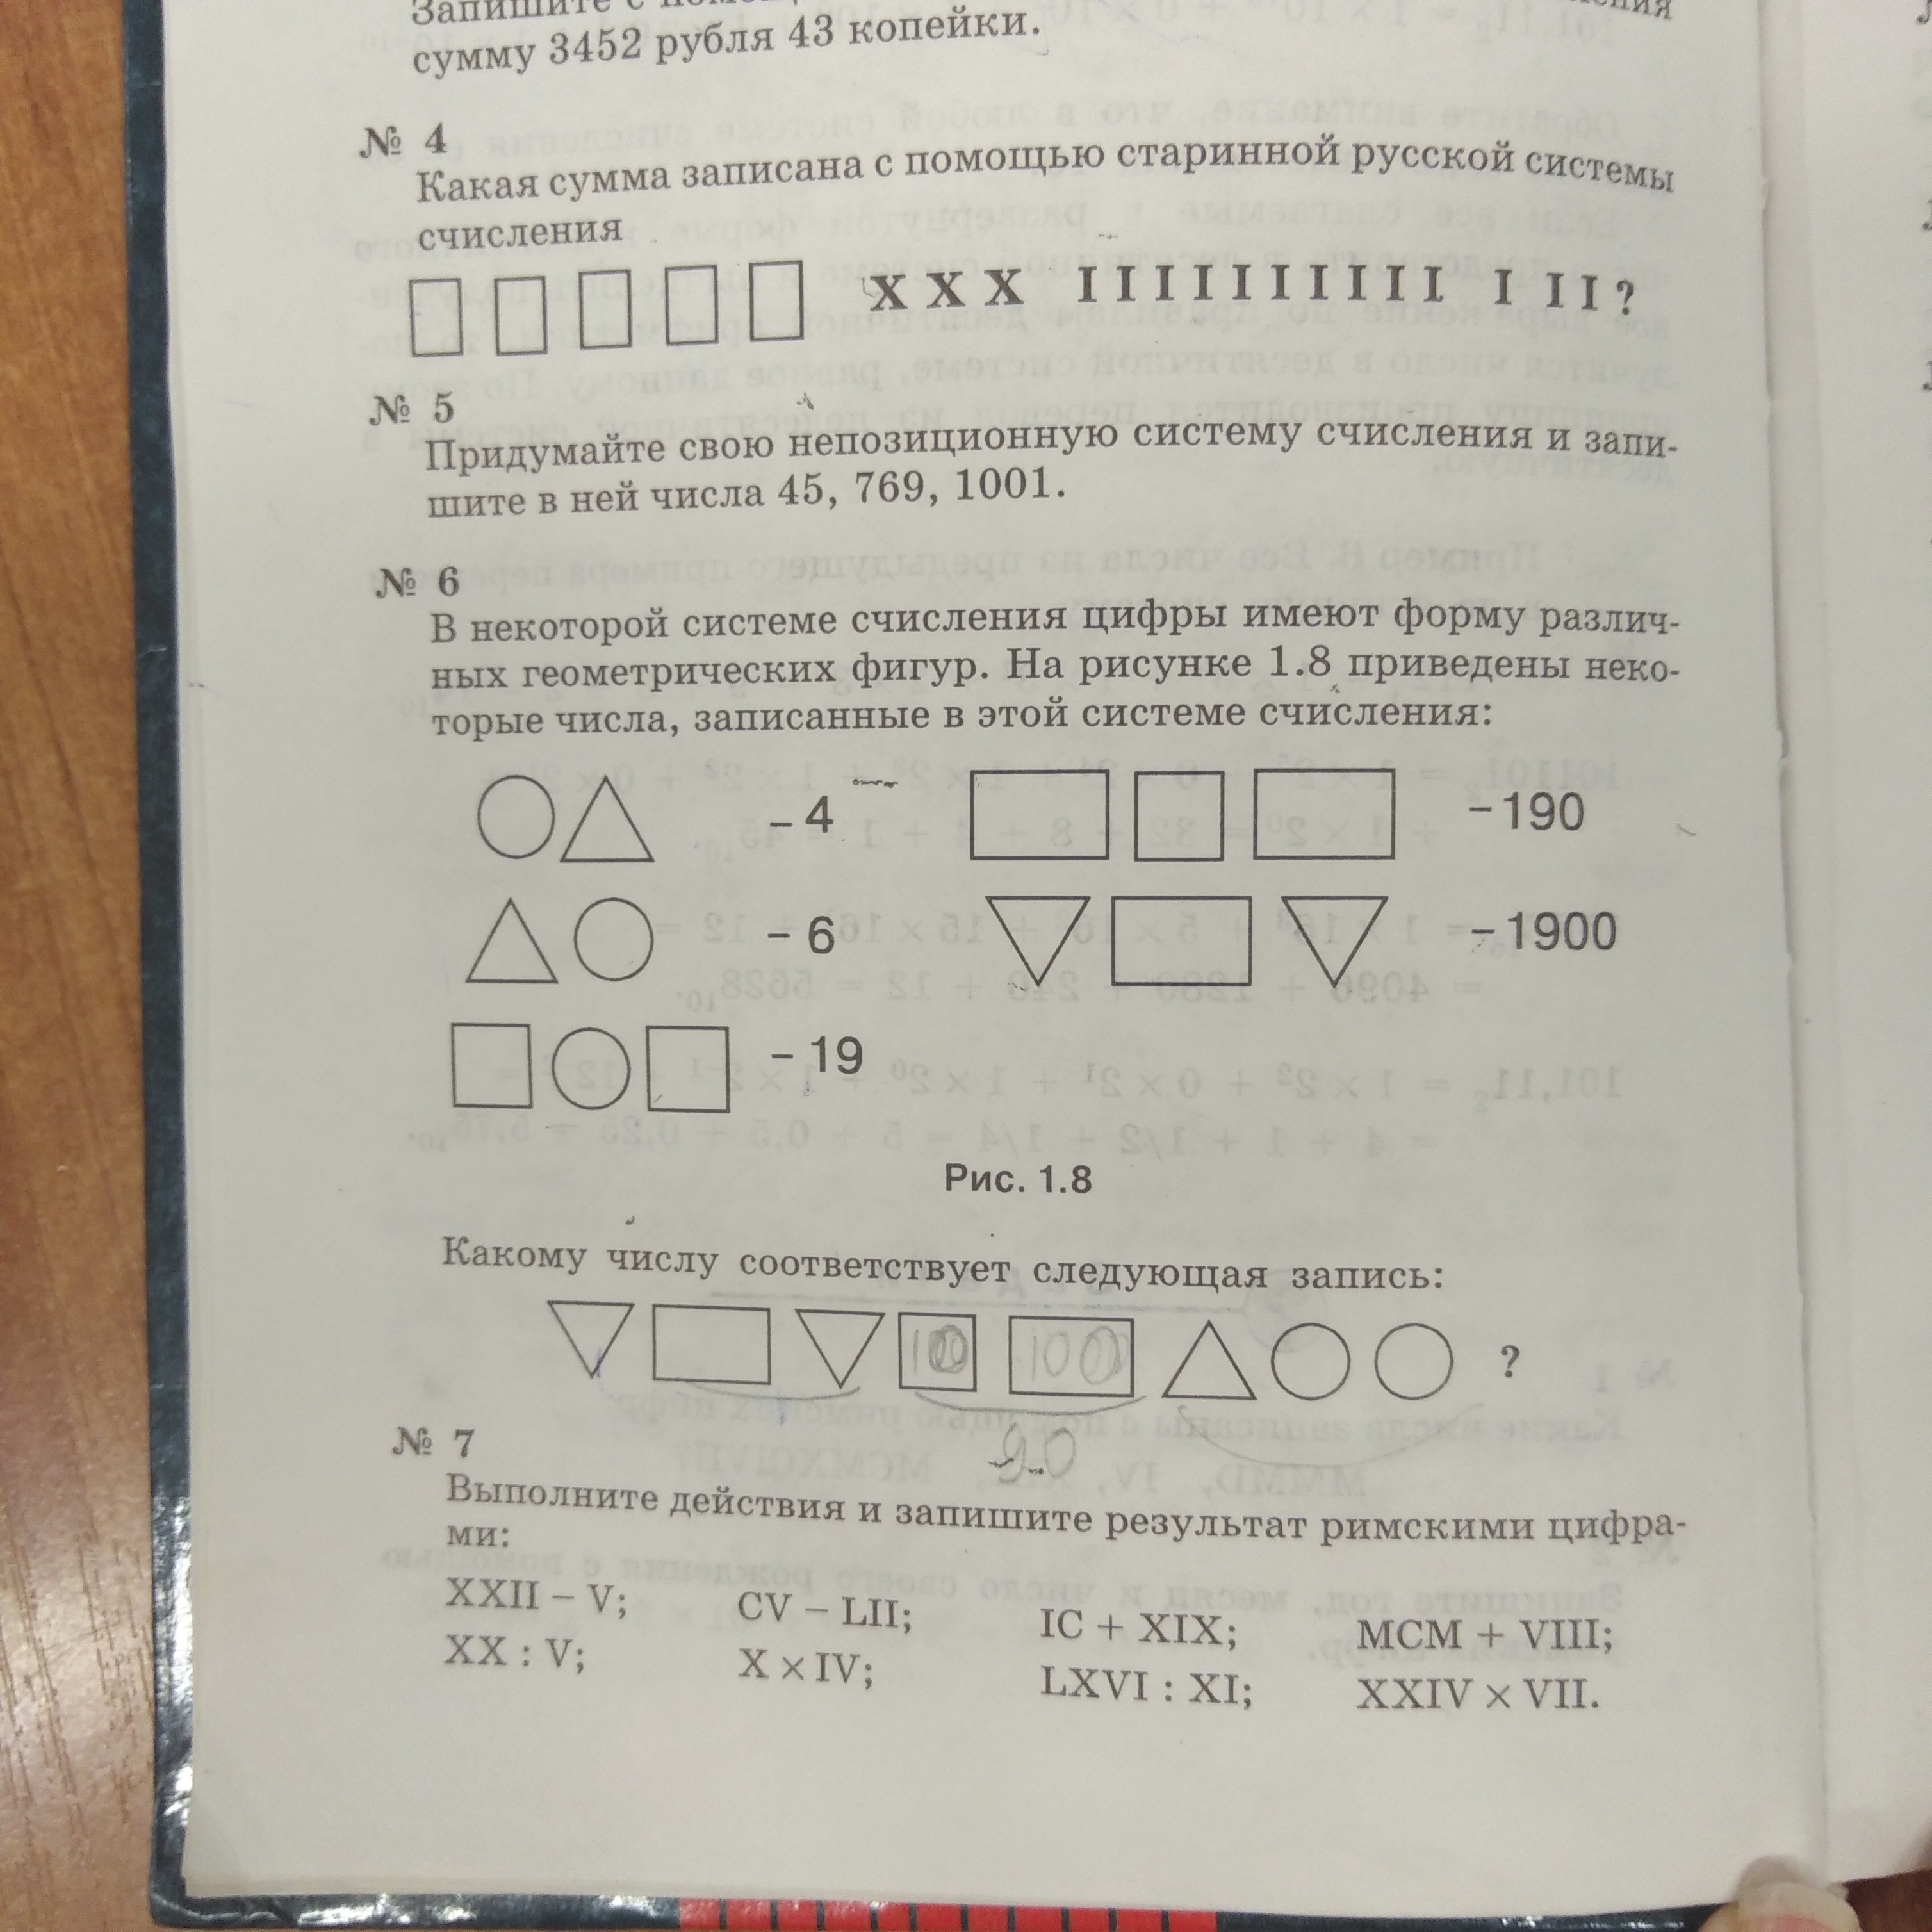 Запишите с
сумму 3452 рубля 43 копейки.
№ 4
Какая сумма записана с помощью старинной русской системы
счисления
X X X I I I I I I I I I I I I I ?
№ 5
Придумайте свою непозиционную систему счисления и запи-
шите в ней числа 45, 769, 1001.
№ 6
В некоторой системе счисления цифры имеют форму различ-
ных геометрических фигур. На рисунке 1.8 приведены неко-
торые числа, записанные в этой системе счисления:
– 4
– 190
– 6
– 1900
– 19
Рис. 1.8
Какому числу соответствует следующая запись:
100 100 ?
90
№ 7
Выполните действия и запишите результат римскими цифра-
ми:
XXII – V; CV – LII; IC + XIX; MCM + VIII;
XX : V; X × IV; LXVI : XI; XXIV × VII.